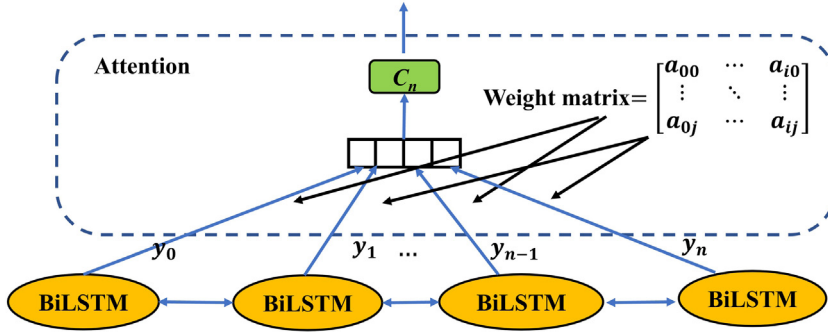 Attention
C_n
Weight matrix= [a_00 ⋯ a_i0
⋮ ⋱ ⋮
a_0j ⋯ a_ij]
y_0 y_1 ... y_n−1 y_n
BiLSTM BiLSTM BiLSTM BiLSTM